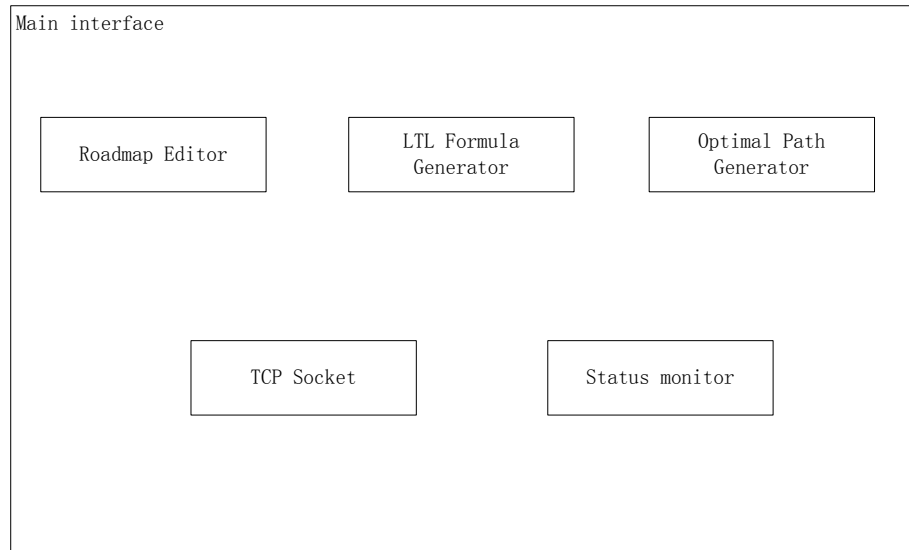 Main interface
Roadmap Editor
LTL Formula
Generator
Optimal Path
Generator
TCP Socket
Status monitor